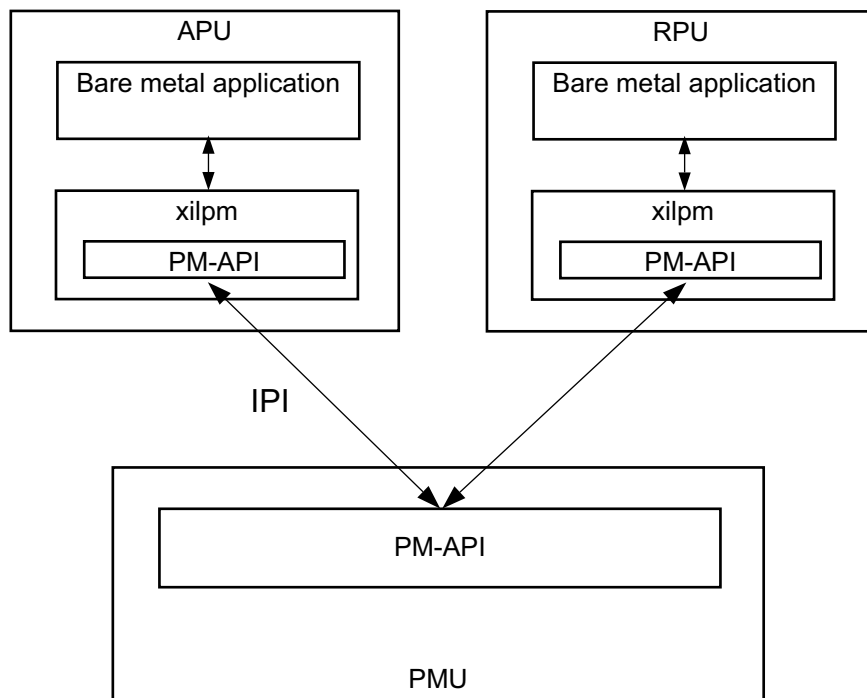 APU
RPU
Bare metal application
Bare metal application
xilpm
xilpm
PM-API
PM-API
IPI
PM-API
PMU